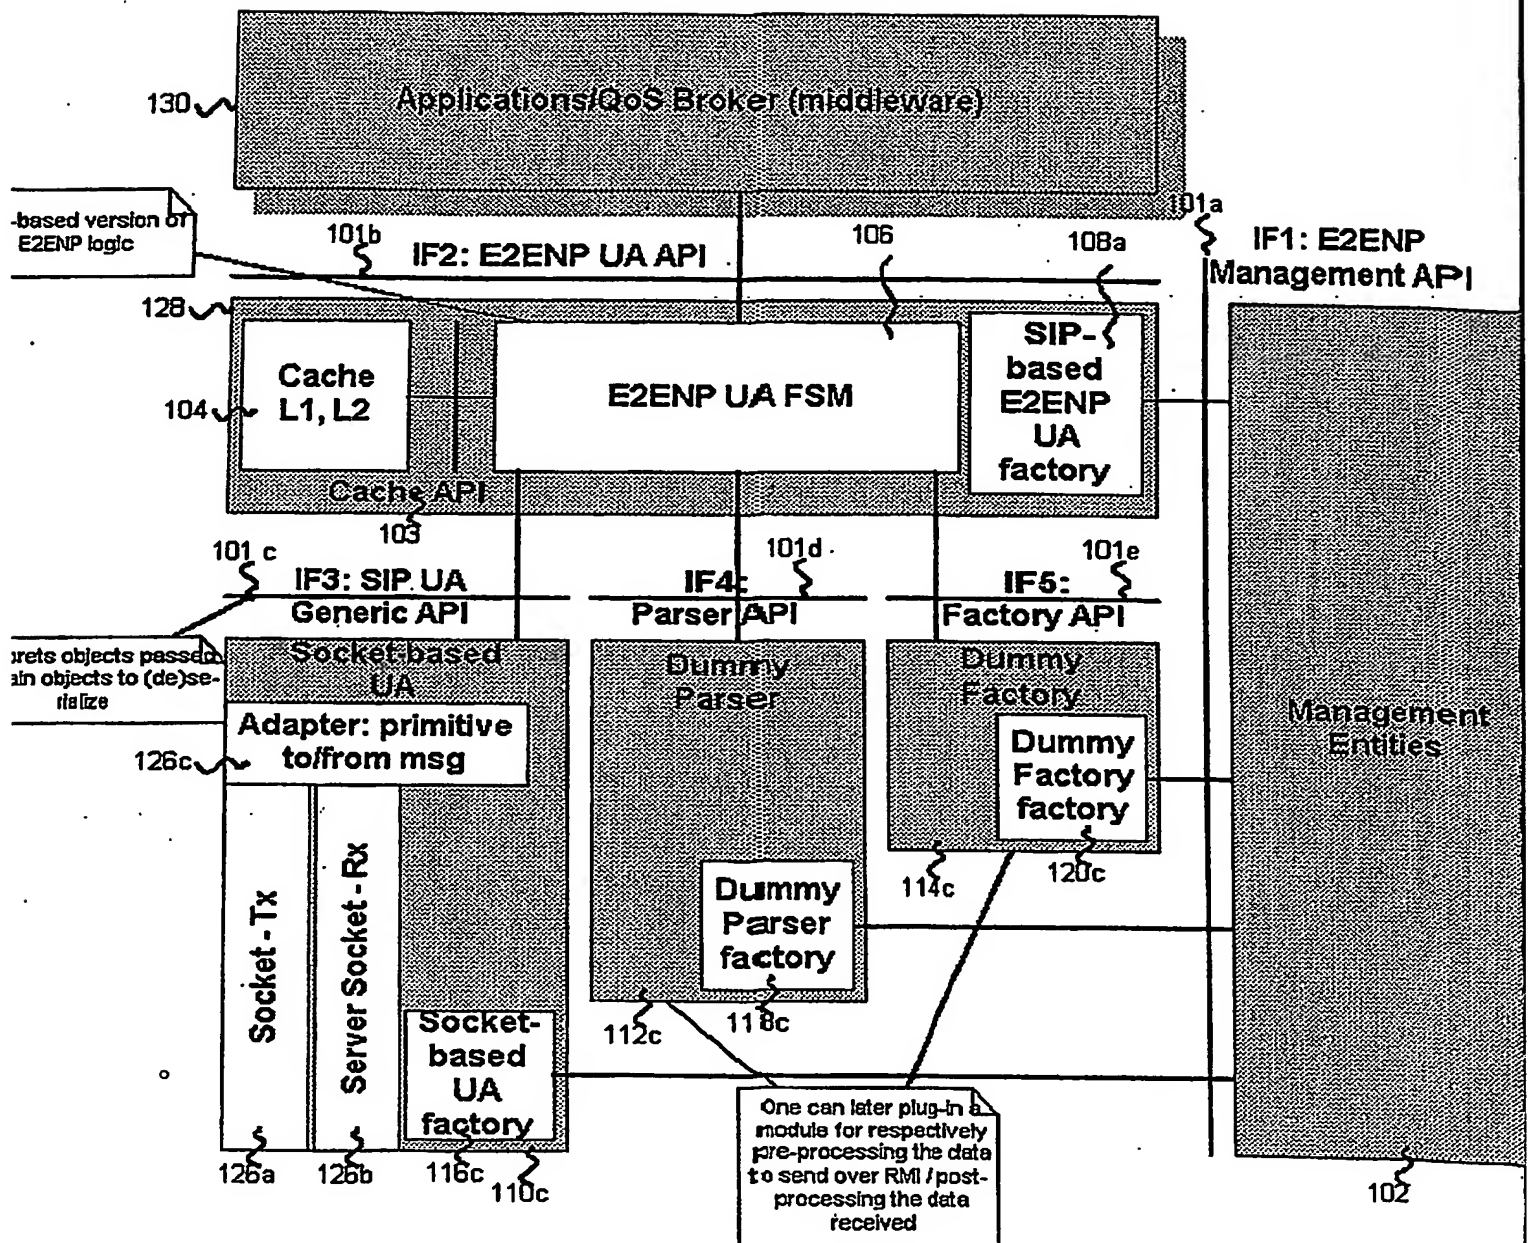 130
Applications/QoS Broker (middleware)
-based version of
E2ENP logic
101b
IF2: E2ENP UA API
106
108a
101a
IF1: E2ENP
Management API
128
104
Cache
L1, L2
E2ENP UA FSM
SIP-
based
E2ENP
UA
factory
Cache API
103
101 c
IF3: SIP UA
Generic API
IF4:
Parser API
101d
IF5:
Factory API
101e
objects passed
objects to (de)se-
rialize
Socket-based
UA
Adapter: primitive
to/from msg
126c
Socket - Tx
Server Socket - Rx
Socket-
based
UA
factory
126a
126b
116c
110c
Dummy
Parser
Dummy
Parser
factory
112c
118c
Dummy
Factory
Dummy
Factory
factory
114c
120c
Management
Entities
102
One can later plug-in a
module for respectively
pre-processing the data
to send over RMI / post-
processing the data
received